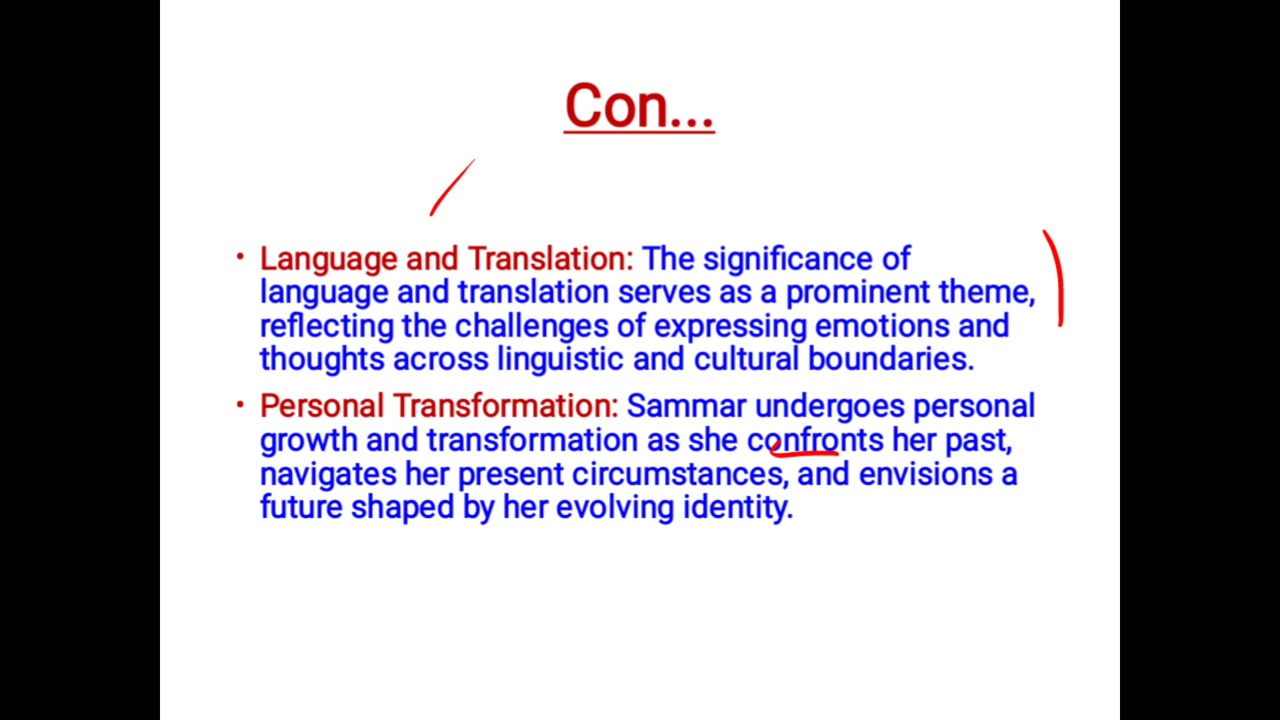 Con...
• Language and Translation: The significance of
language and translation serves as a prominent theme,
reflecting the challenges of expressing emotions and
thoughts across linguistic and cultural boundaries.
• Personal Transformation: Sammar undergoes personal
growth and transformation as she confronts her past,
navigates her present circumstances, and envisions a
future shaped by her evolving identity.